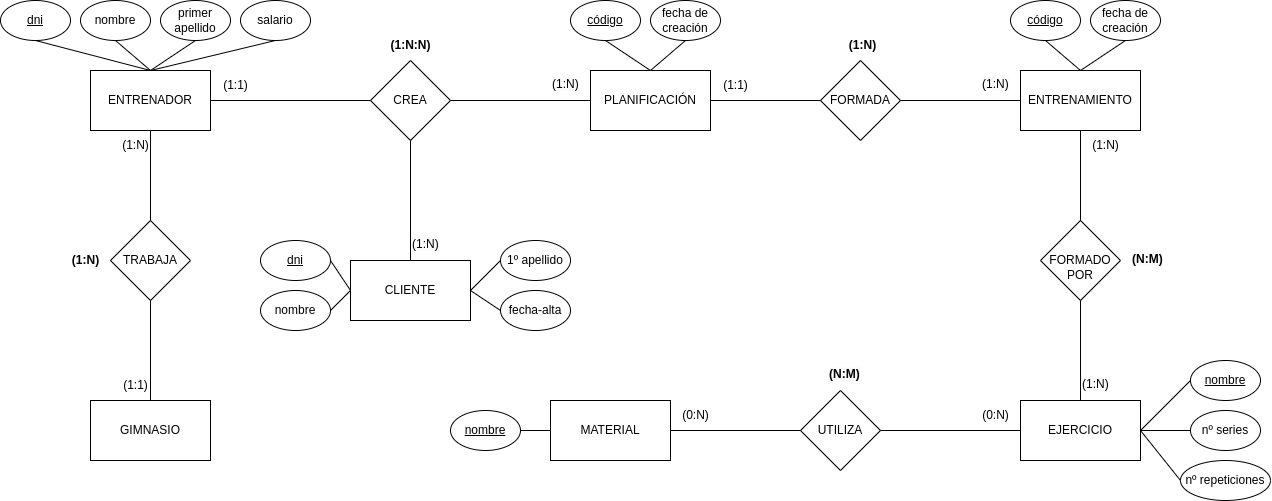 dni
nombre
primer
apellido
salario
código
fecha de
creación
código
fecha de
creación
(1:N:N)
(1:N)
(1:1)
(1:N)
(1:1)
(1:N)
ENTRENADOR
CREA
PLANIFICACIÓN
FORMADA
ENTRENAMIENTO
(1:N)
(1:N)
(1:N)
TRABAJA
(1:N)
dni
1º apellido
nombre
CLIENTE
fecha-alta
FORMADO
POR
(N:M)
(1:1)
GIMNASIO
(N:M)
(1:N)
nombre
(0:N)
(0:N)
nombre
MATERIAL
UTILIZA
EJERCICIO
nº series
nº repeticiones